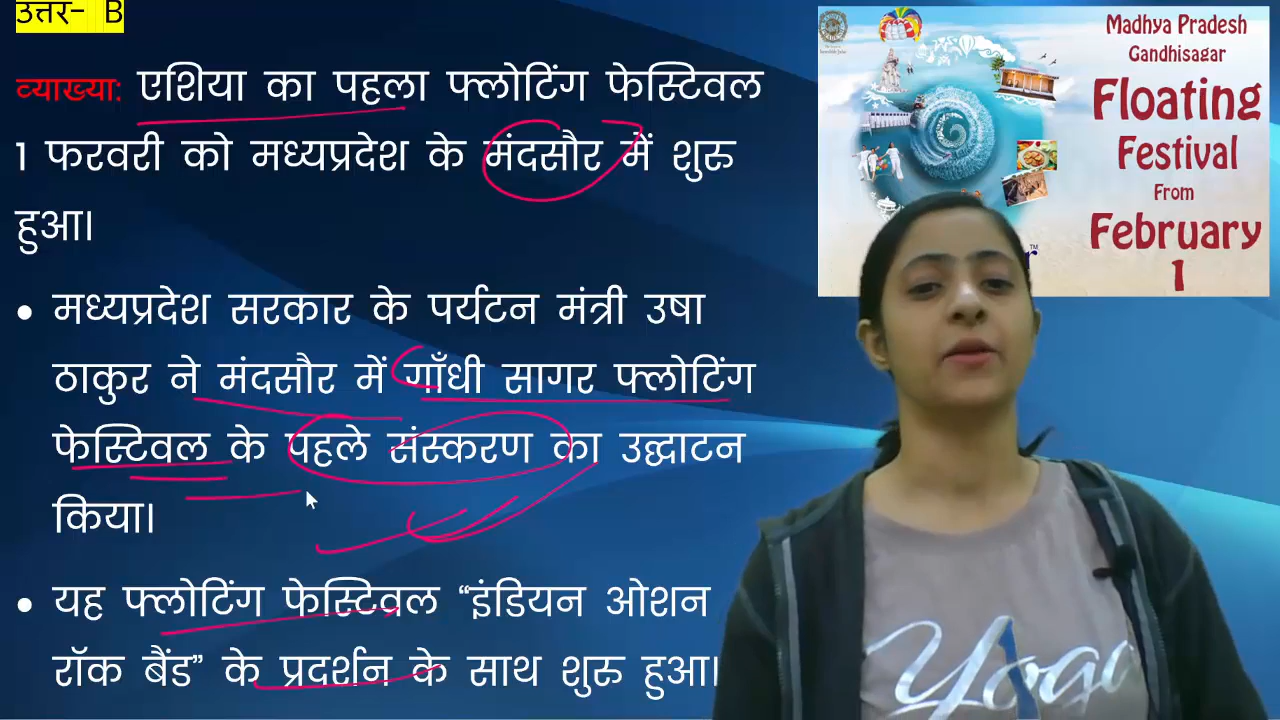 उत्तर- B
व्याख्या: एशिया का पहला फ्लोटिंग फेस्टिवल
1 फरवरी को मध्यप्रदेश के मंदसौर में शुरु
हुआ।
• मध्यप्रदेश सरकार के पर्यटन मंत्री उषा
ठाकुर ने मंदसौर में गाँधी सागर फ्लोटिंग
फेस्टिवल के पहले संस्करण का उद्घाटन
किया।
• यह फ्लोटिंग फेस्टिवल “इंडियन ओशन
रॉक बैंड” के प्रदर्शन के साथ शुरु हुआ।
Madhya Pradesh
Gandhisagar
Floating
Festival
From
February
1
TM
Yoga